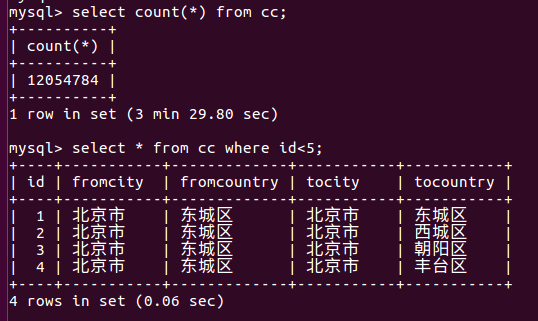 mysql> select count(*) from cc;
+----------+
| count(*) |
+----------+
| 12054784 |
+----------+
1 row in set (3 min 29.80 sec)

mysql> select * from cc where id<5;
+----+-----------+-------------+-----------+-----------+
| id | fromcity | fromcountry | tocity | tocountry |
+----+-----------+-------------+-----------+-----------+
| 1 | 北京市 | 东城区 | 北京市 | 东城区 |
| 2 | 北京市 | 东城区 | 北京市 | 西城区 |
| 3 | 北京市 | 东城区 | 北京市 | 朝阳区 |
| 4 | 北京市 | 东城区 | 北京市 | 丰台区 |
+----+-----------+-------------+-----------+-----------+
4 rows in set (0.06 sec)